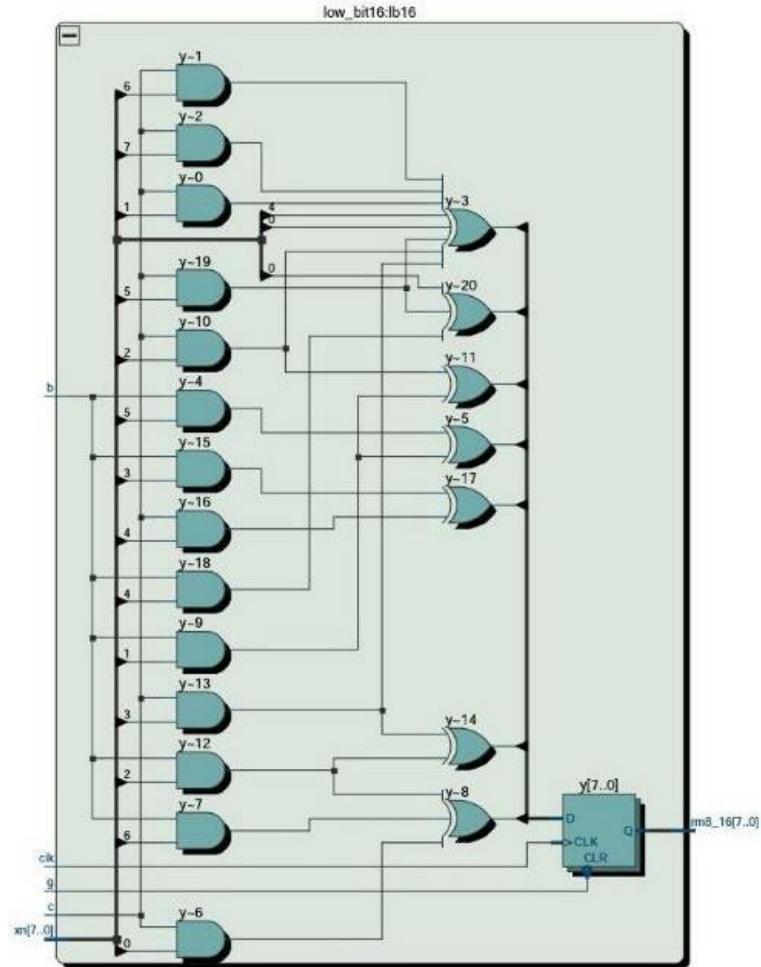 low_bit16:lb16
y~1
6
y~2
7
y~0
1
y~3
4
0
y~19
5
0
y~20
y~10
2
y~11
b
y~4
5
y~5
y~15
3
y~17
y~16
4
y~18
4
y~9
1
y~13
3
y~14
y~12
2
y~8
y[7..0]
y~7
6
D
Q
rm8_16[7..0]
CLK
clk
CLR
g
c
y~6
xn[7..0]
0